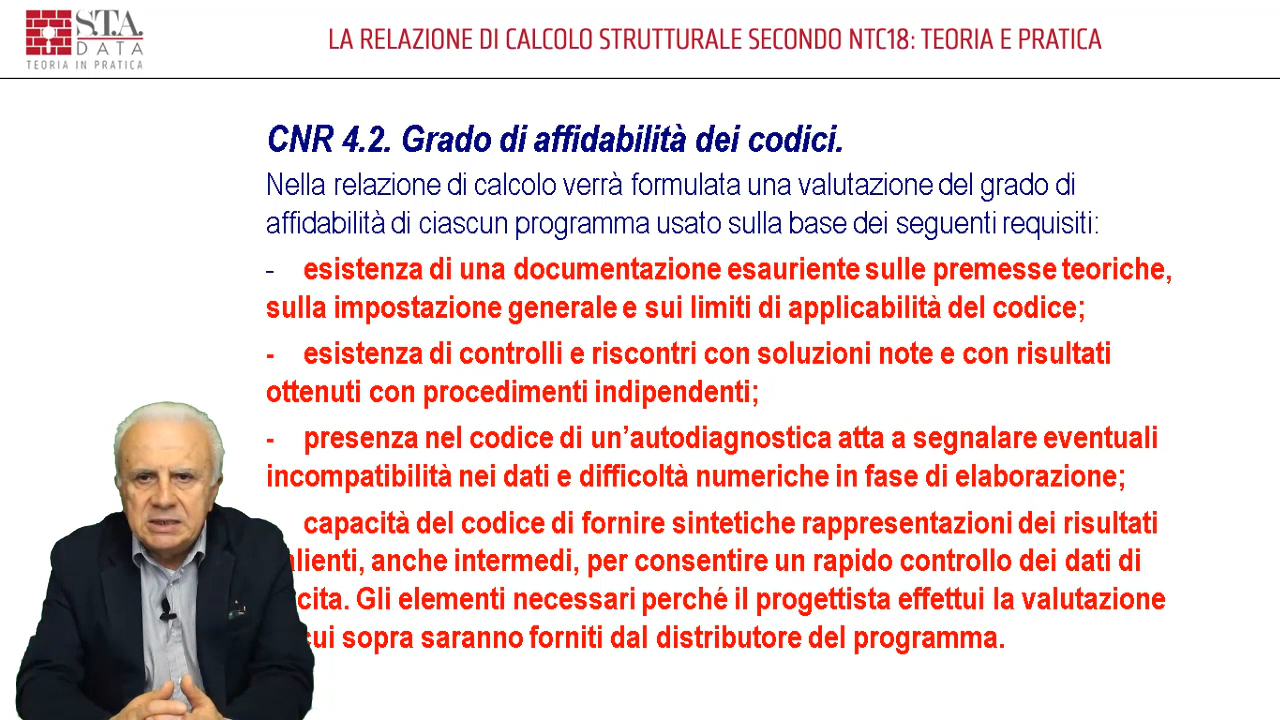 S.T.A.
DATA
TEORIA IN PRATICA
LA RELAZIONE DI CALCOLO STRUTTURALE SECONDO NTC18: TEORIA E PRATICA
CNR 4.2. Grado di affidabilità dei codici.
Nella relazione di calcolo verrà formulata una valutazione del grado di
affidabilità di ciascun programma usato sulla base dei seguenti requisiti:
- esistenza di una documentazione esauriente sulle premesse teoriche,
sulla impostazione generale e sui limiti di applicabilità del codice;
- esistenza di controlli e riscontri con soluzioni note e con risultati
ottenuti con procedimenti indipendenti;
- presenza nel codice di un’autodiagnostica atta a segnalare eventuali
incompatibilità nei dati e difficoltà numeriche in fase di elaborazione;
capacità del codice di fornire sintetiche rappresentazioni dei risultati
anche intermedi, per consentire un rapido controllo dei dati di
Gli elementi necessari perché il progettista effettui la valutazione
cui sopra saranno forniti dal distributore del programma.